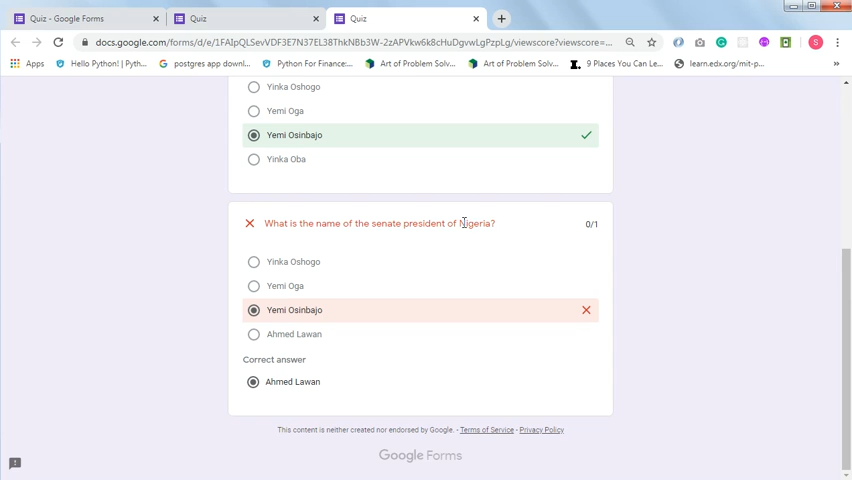 Quiz - Google Forms
Quiz
Quiz
docs.google.com/forms/d/e/1FAIpQLSevVDF3E7N37EL38ThkNBb3W-2zAPVkw6k8cHuDgvwLgPzpLg/viewscore?viewscore=...
S
Apps
Hello Python! | Pyth...
postgres app downl...
Python For Finance:...
Art of Problem Solv...
Art of Problem Solv...
9 Places You Can Le...
learn.edx.org/mit-p...
Yinka Oshogo
Yemi Oga
Yemi Osinbajo
Yinka Oba
What is the name of the senate president of Nigeria?
0/1
Yinka Oshogo
Yemi Oga
Yemi Osinbajo
Ahmed Lawan
Correct answer
Ahmed Lawan
This content is neither created nor endorsed by Google. - Terms of Service - Privacy Policy
Google Forms